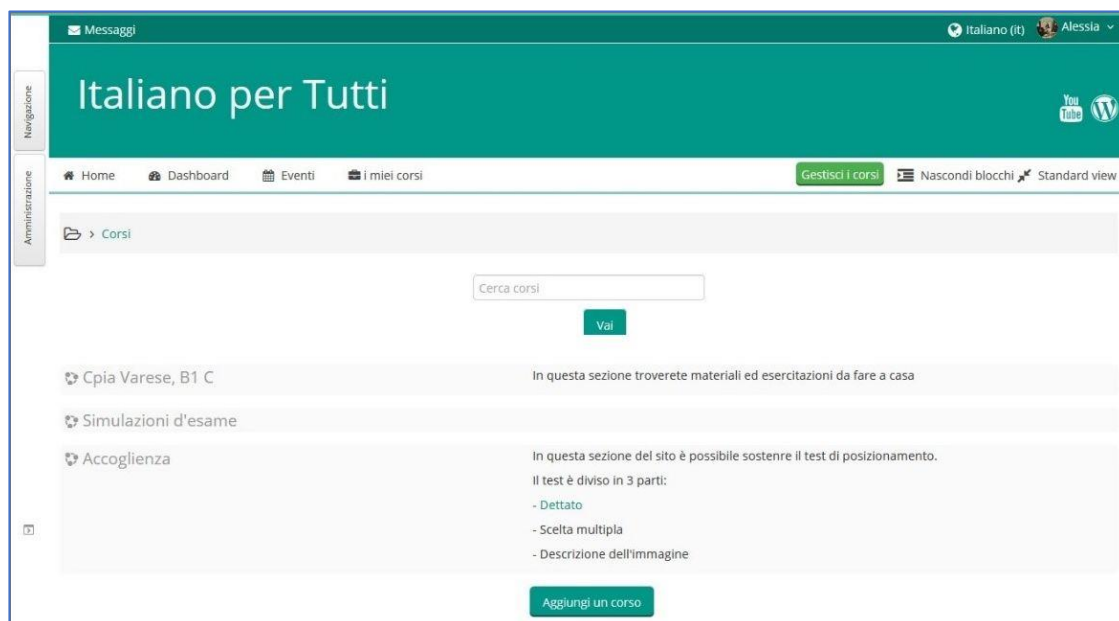 Messaggi
Italiano (it)
Alessia
Italiano per Tutti
You
Tube
Navigazione
Amministrazione
Home
Dashboard
Eventi
i miei corsi
Gestisci i corsi
Nascondi blocchi
Standard view
> Corsi
Cerca corsi
Vai
Cpia Varese, B1 C
In questa sezione troverete materiali ed esercitazioni da fare a casa
Simulazioni d'esame
Accoglienza
In questa sezione del sito è possibile sostenre il test di posizionamento.
Il test è diviso in 3 parti:
- Dettato
- Scelta multipla
- Descrizione dell'immagine
Aggiungi un corso